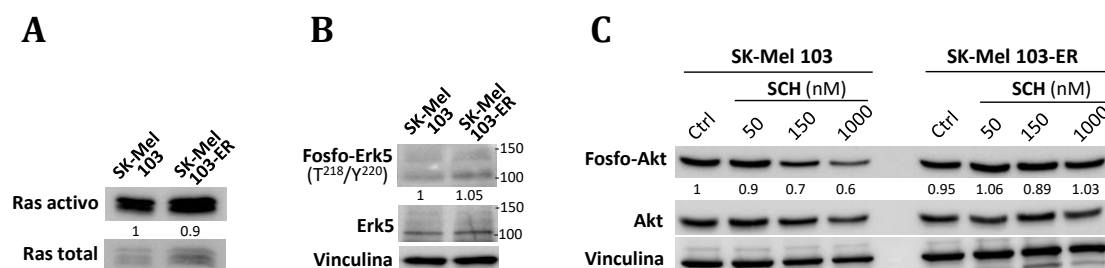 A
SK-Mel 103
SK-Mel 103-ER
Ras activo
1 0.9
Ras total
B
SK-Mel 103
SK-Mel 103-ER
Fosfo-Erk5
(T218/Y220)
-150
100
1 1.05
Erk5
-150
-100
Vinculina
C
SK-Mel 103 SK-Mel 103-ER
SCH (nM) SCH (nM)
Ctrl 50 150 1000 Ctrl 50 150 1000
Fosfo-Akt
1 0.9 0.7 0.6 0.95 1.06 0.89 1.03
Akt
Vinculina